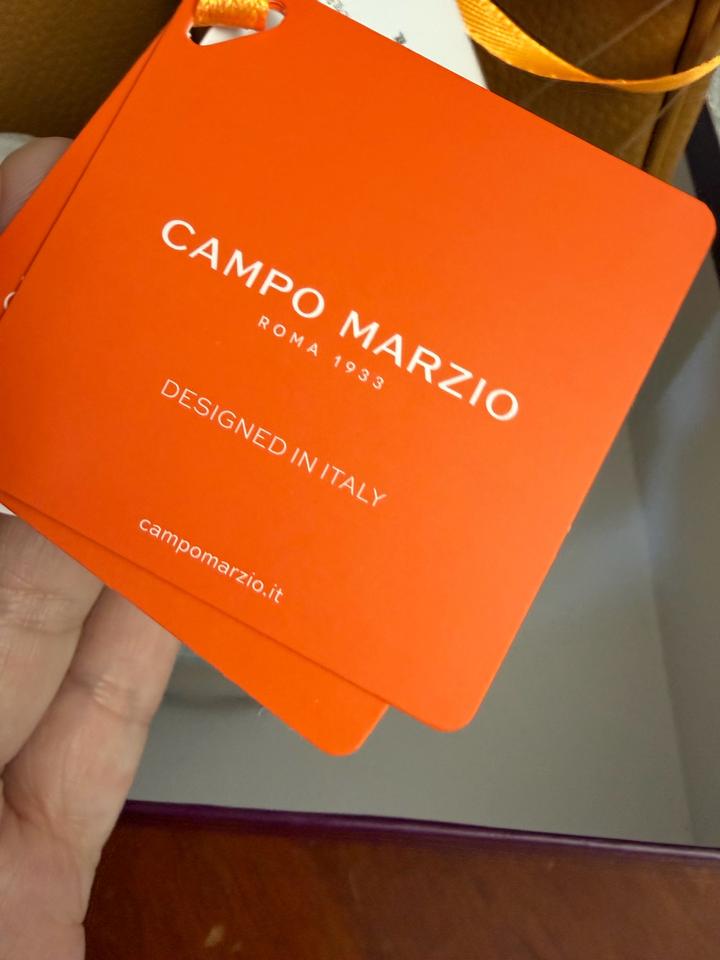 CAMPO MARZIO
ROMA 1933
DESIGNED IN ITALY
campomarzio.it